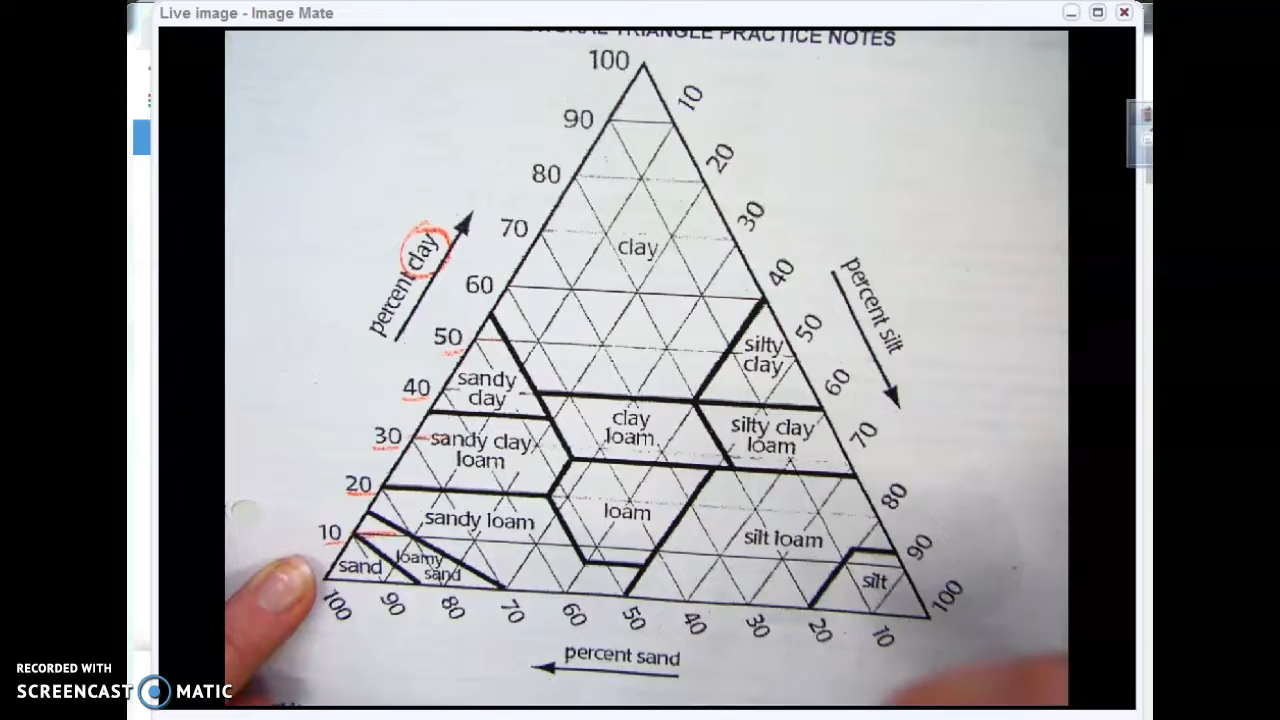 Live image - Image Mate
TRIANGLE PRACTICE NOTES
100
90
80
70
60
50
40
30
20
10
10
20
30
40
50
60
70
80
90
100
100
90
80
70
60
50
40
30
20
10
percent clay
percent silt
percent sand
clay
silty
clay
sandy
clay
clay
loam
silty clay
loam
sandy clay
loam
loam
sandy loam
silt loam
sand
loamy
sand
silt
RECORDED WITH
SCREENCAST MATIC